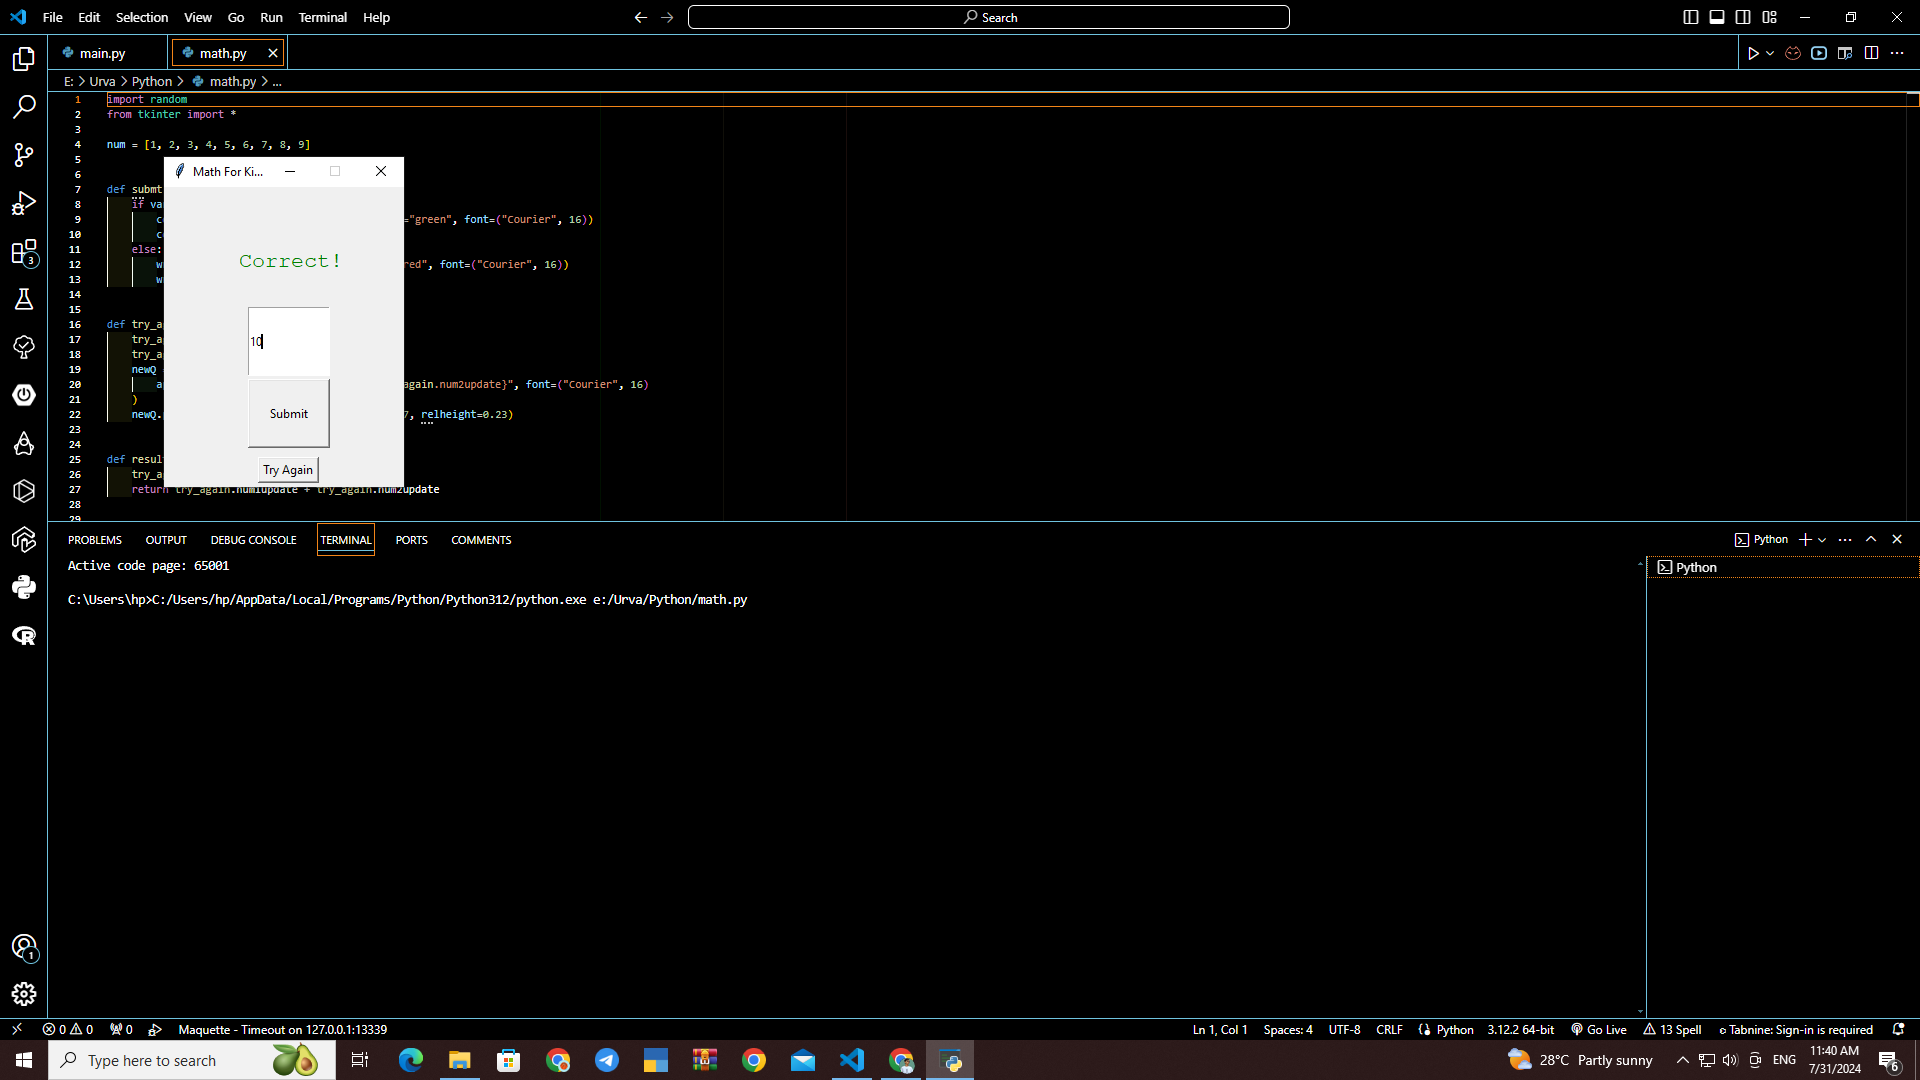 File Edit Selection View Go Run Terminal Help
Search
main.py
math.py
E: > Urva > Python > math.py > ...
1 import random
2 from tkinter import *
3
4 num = [1, 2, 3, 4, 5, 6, 7, 8, 9]
5
6
7 def submt
8 if va
9 c ="green", font=("Courier", 16))
10 c
11 else:
12 w red", font=("Courier", 16))
13 w
14
15
16 def try_a
17 try_a
18 try_a
19 newQ =
20 a again.num2update}", font=("Courier", 16)
21 )
22 newQ. 7, relheight=0.23)
23
24
25 def resul
26 try_a
27 return try_again.num1update + try_again.num2update
28
29
Math For Ki...
Correct!
10
Submit
Try Again
PROBLEMS OUTPUT DEBUG CONSOLE TERMINAL PORTS COMMENTS
Python
Active code page: 65001
C:\Users\hp>C:/Users/hp/AppData/Local/Programs/Python/Python312/python.exe e:/Urva/Python/math.py
Python
3
1
0 0 0 Maquette - Timeout on 127.0.0.1:13339
Ln 1, Col 1 Spaces: 4 UTF-8 CRLF Python 3.12.2 64-bit Go Live 13 Spell Tabnine: Sign-in is required
Type here to search
28°C Partly sunny
ENG
11:40 AM
7/31/2024
6